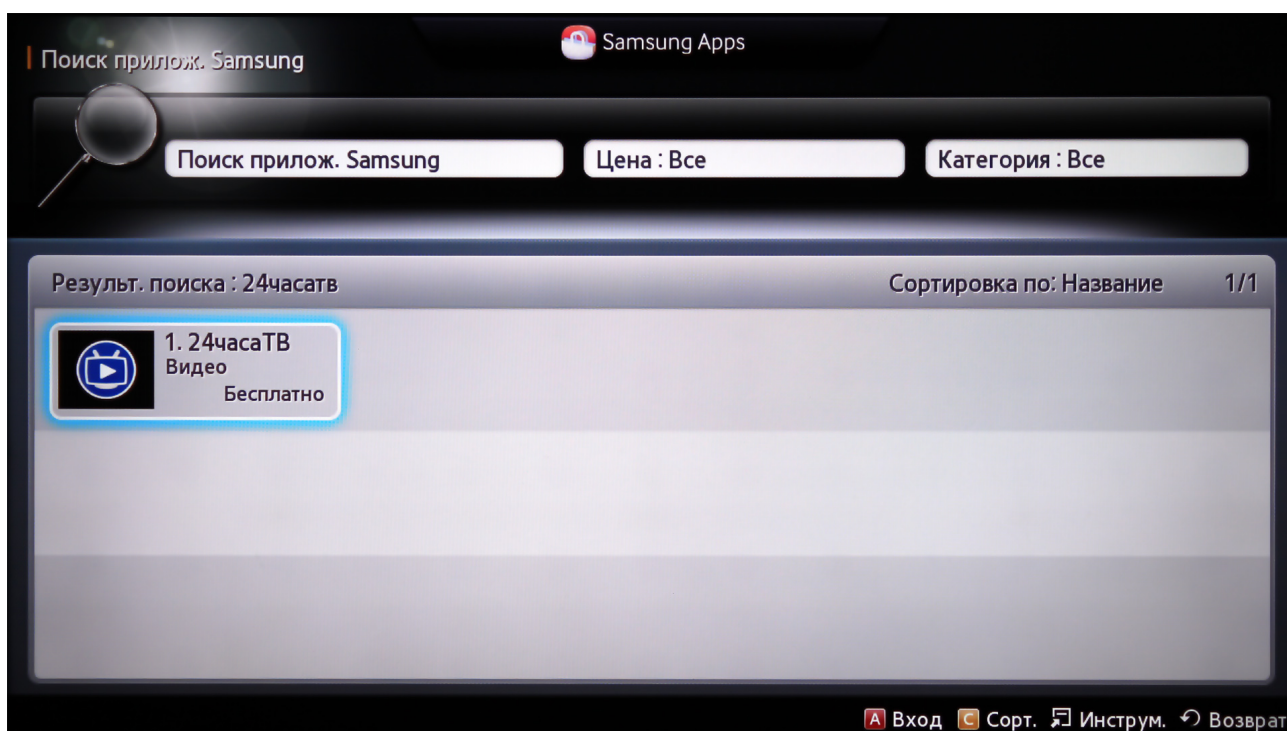 Samsung Apps
Поиск прилож. Samsung
Поиск прилож. Samsung
Цена : Все
Категория : Все
Результ. поиска : 24часатв
Сортировка по: Название
1/1
1. 24часаТВ
Видео
Бесплатно
A Вход C Сорт. Инструм. Возврат